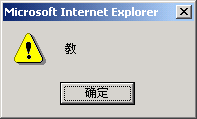 Microsoft Internet Explorer
教
确定